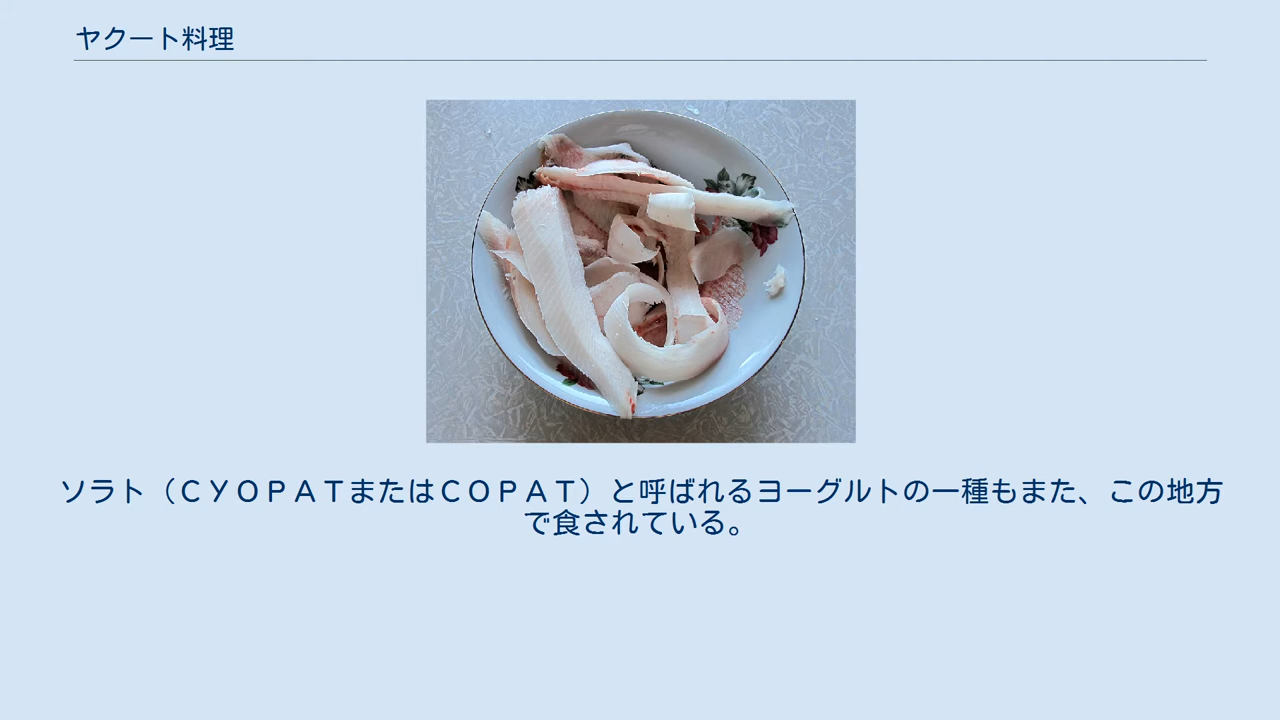 ヤクート料理
ソラト（ＣＹＯＰＡＴまたはＣＯＰＡＴ）と呼ばれるヨーグルトの一種もまた、この地方
で食されている。